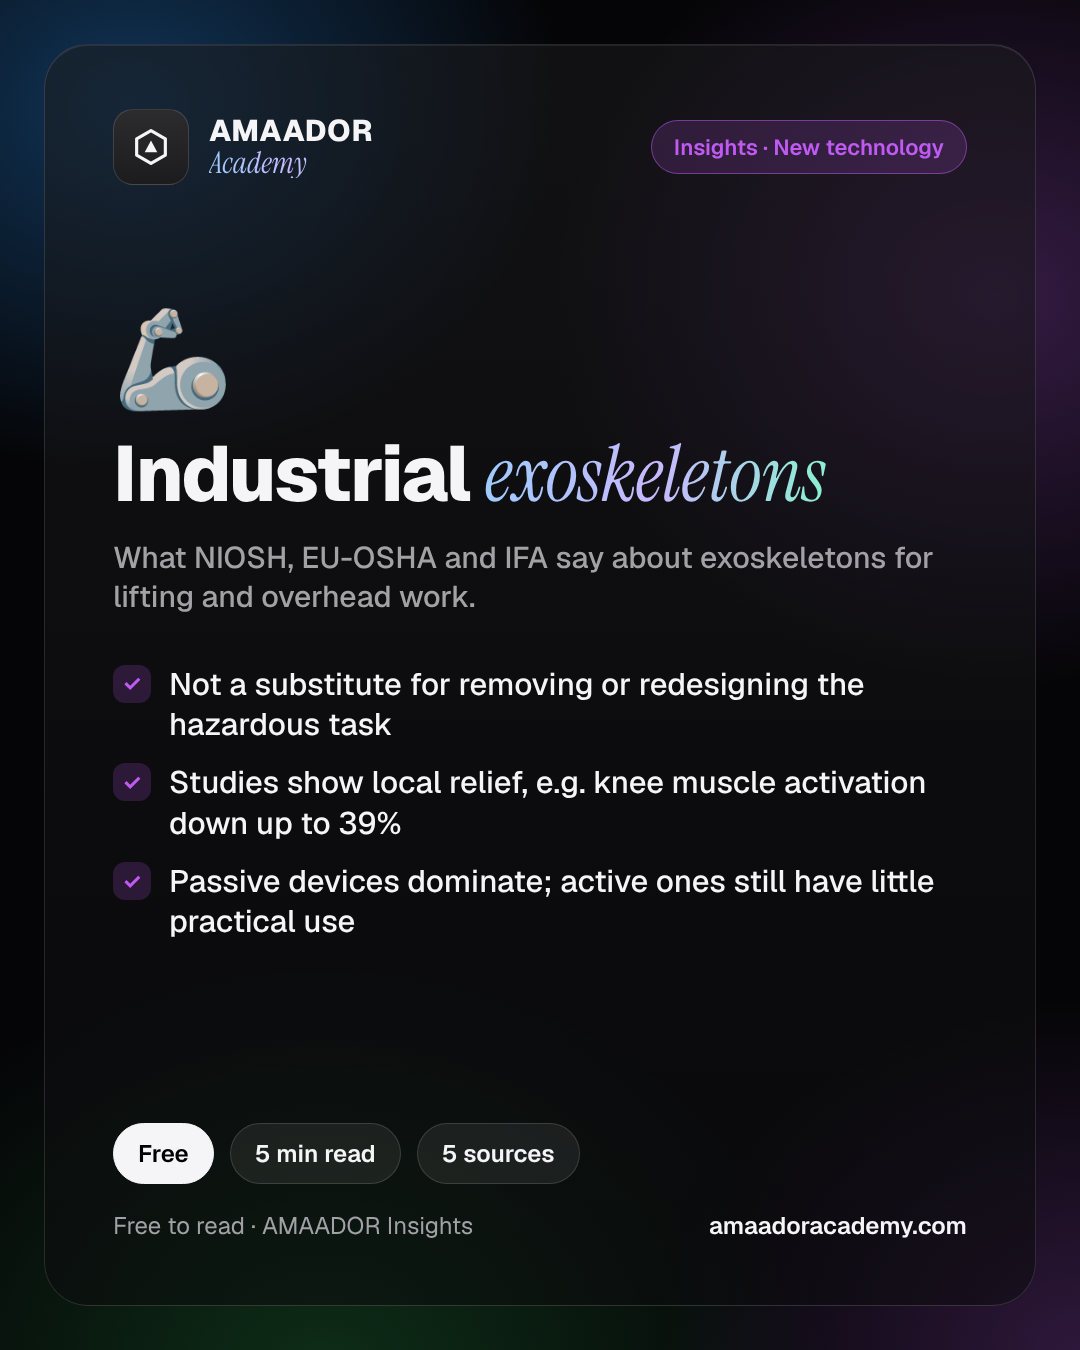 AMAADOR
Academy
Insights · New technology
Industrial exoskeletons
What NIOSH, EU-OSHA and IFA say about exoskeletons for
lifting and overhead work.
Not a substitute for removing or redesigning the
hazardous task
Studies show local relief, e.g. knee muscle activation
down up to 39%
Passive devices dominate; active ones still have little
practical use
Free
5 min read
5 sources
Free to read · AMAADOR Insights
amaadoracademy.com